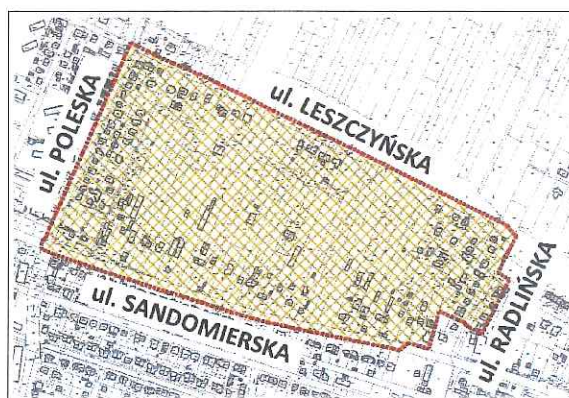 ul. LESZCZYŃSKA
ul. POLESKA
ul. SANDOMIERSKA
ul. RADLIŃSKA